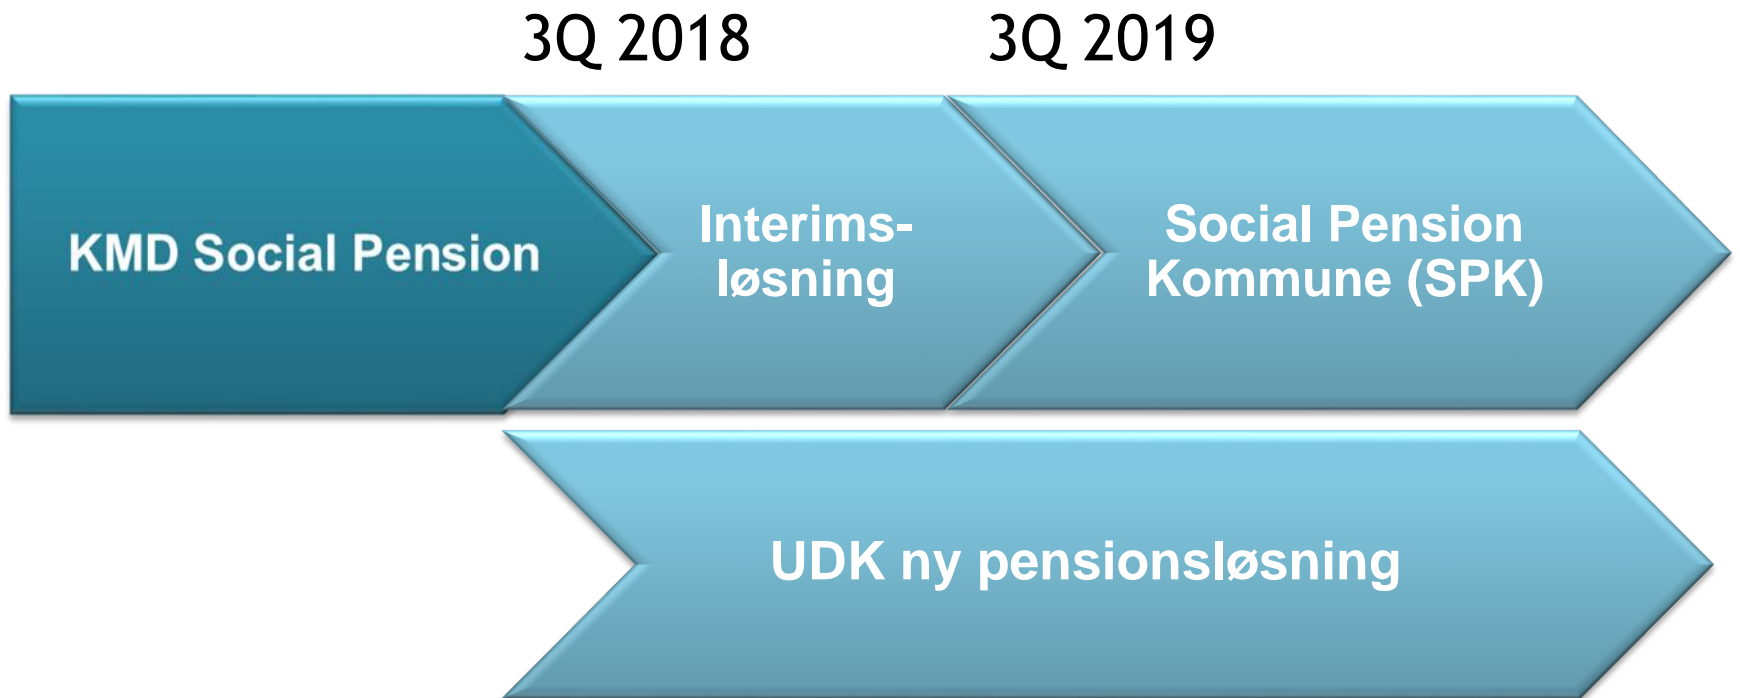 3Q 2018
3Q 2019
KMD Social Pension
Interims-
løsning
Social Pension
Kommune (SPK)
UDK ny pensionsløsning